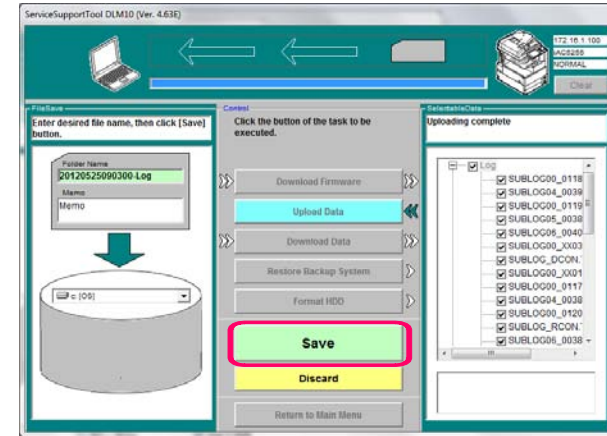 ServiceSupportTool DLM10 (Ver. 4.63E)
172.16.1.100
iAC5255
NORMAL
Clear
FileSave
Enter desired file name, then click [Save]
button.
Folder Name
20120525090300-Log
Memo
Memo
c: [OS]
Control
Click the button of the task to be
executed.
Download Firmware
Upload Data
Download Data
Restore Backup System
Format HDD
Save
Discard
Return to Main Menu
SelectableData
Uploading complete
Log
SUBLOG00_0118
SUBLOG04_0039
SUBLOG00_0119
SUBLOG05_0038
SUBLOG06_0040
SUBLOG00_XX03
SUBLOG_DCON.
SUBLOG00_XX01
SUBLOG00_0117
SUBLOG04_0038
SUBLOG00_0120
SUBLOG_RCON.
SUBLOG06_0038